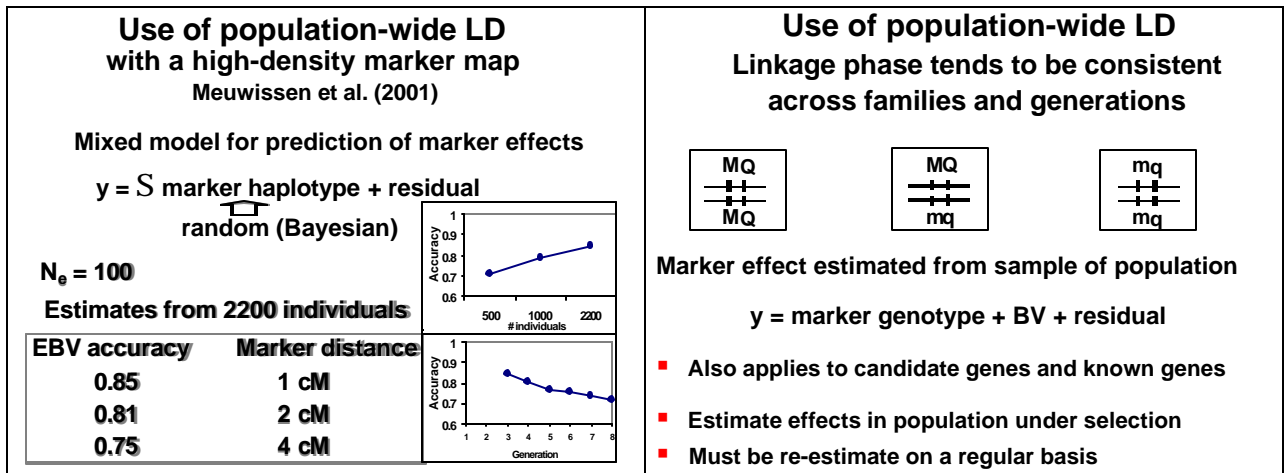 Use of population-wide LD
with a high-density marker map
Meuwissen et al. (2001)
Mixed model for prediction of marker effects
y = S marker haplotype + residual
random (Bayesian)
Ne = 100
Estimates from 2200 individuals
EBV accuracy Marker distance
0.85 1 cM
0.81 2 cM
0.75 4 cM
Accuracy
1
0.9
0.8
0.7
0.6
500 1000 2200
# individuals
Accuracy
1
0.9
0.8
0.7
0.6
1 2 3 4 5 6 7 8
Generation
Use of population-wide LD
Linkage phase tends to be consistent
across families and generations
MQ MQ mq
MQ mq mq
Marker effect estimated from sample of population
y = marker genotype + BV + residual
Also applies to candidate genes and known genes
Estimate effects in population under selection
Must be re-estimate on a regular basis